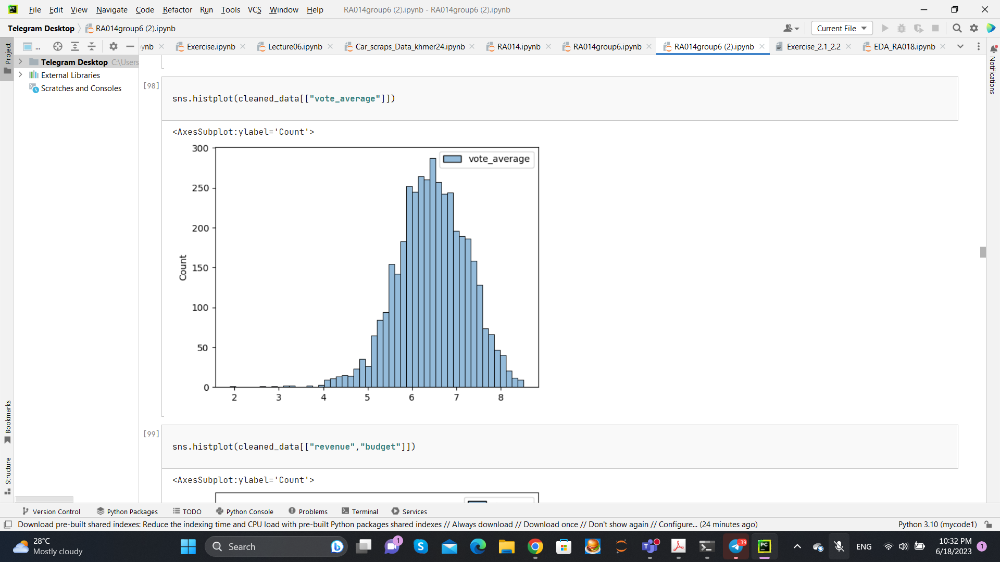 File Edit View Navigate Code Refactor Run Tools VCS Window Help RA014group6 (2).ipynb - RA014group6 (2).ipynb
Telegram Desktop RA014group6 (2).ipynb Current File
Project ... ynb Exercise.ipynb Lecture06.ipynb Car_scraps_Data_khmer24.ipynb RA014.ipynb RA014group6.ipynb RA014group6 (2).ipynb Exercise_2.1_2.2 EDA_RA018.ipynb
Telegram Desktop C:\Users
External Libraries
Scratches and Consoles
Notifications
[98]
sns.histplot(cleaned_data[["vote_average"]])
<AxesSubplot:ylabel='Count'>
300
250
200
150
100
50
0
Count
vote_average
2 3 4 5 6 7 8
[99]
sns.histplot(cleaned_data[["revenue","budget"]])
<AxesSubplot:ylabel='Count'>
Bookmarks
Structure
Version Control Python Packages TODO Python Console Problems Terminal Services
Download pre-built shared indexes: Reduce the indexing time and CPU load with pre-built Python packages shared indexes // Always download // Download once // Don't show again // Configure... (24 minutes ago) Python 3.10 (mycode1)
28°C
Mostly cloudy
Search
1
.39
ENG
10:32 PM
6/18/2023
1